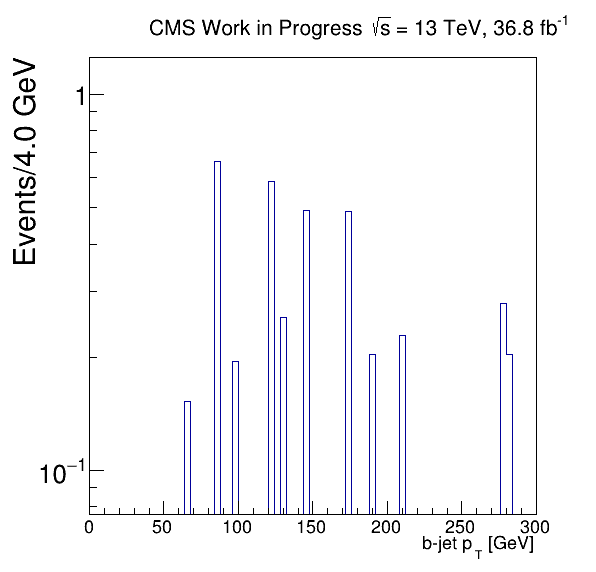 CMS Work in Progress √s = 13 TeV, 36.8 fb⁻¹
Events/4.0 GeV
1
10⁻¹
0 50 100 150 200 250 300
b-jet p_T [GeV]